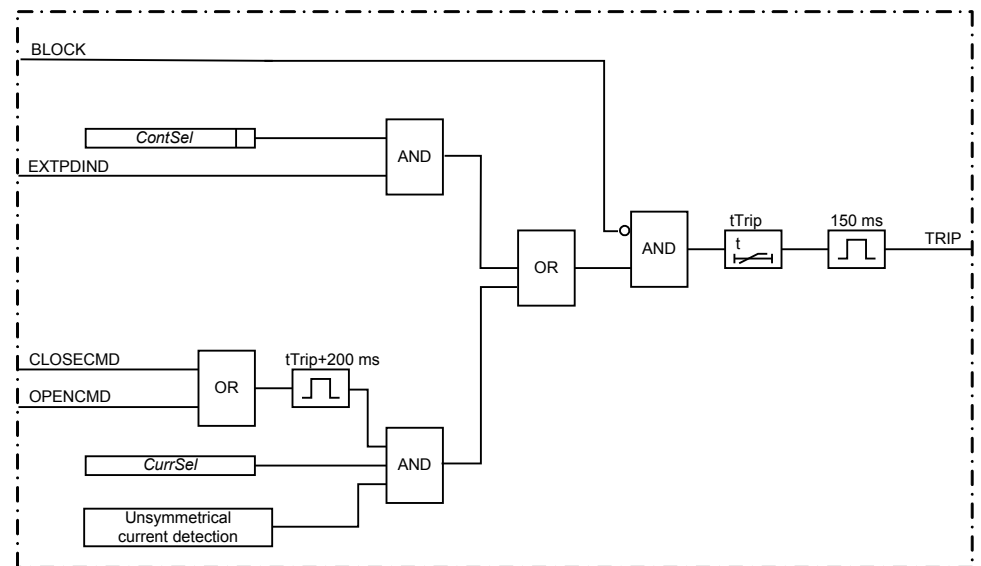 BLOCK
ContSel
EXTPDIND
AND
tTrip
150 ms
TRIP
t
AND
OR
CLOSECMD
OPENCMD
OR
tTrip+200 ms
CurrSel
AND
Unsymmetrical
current detection